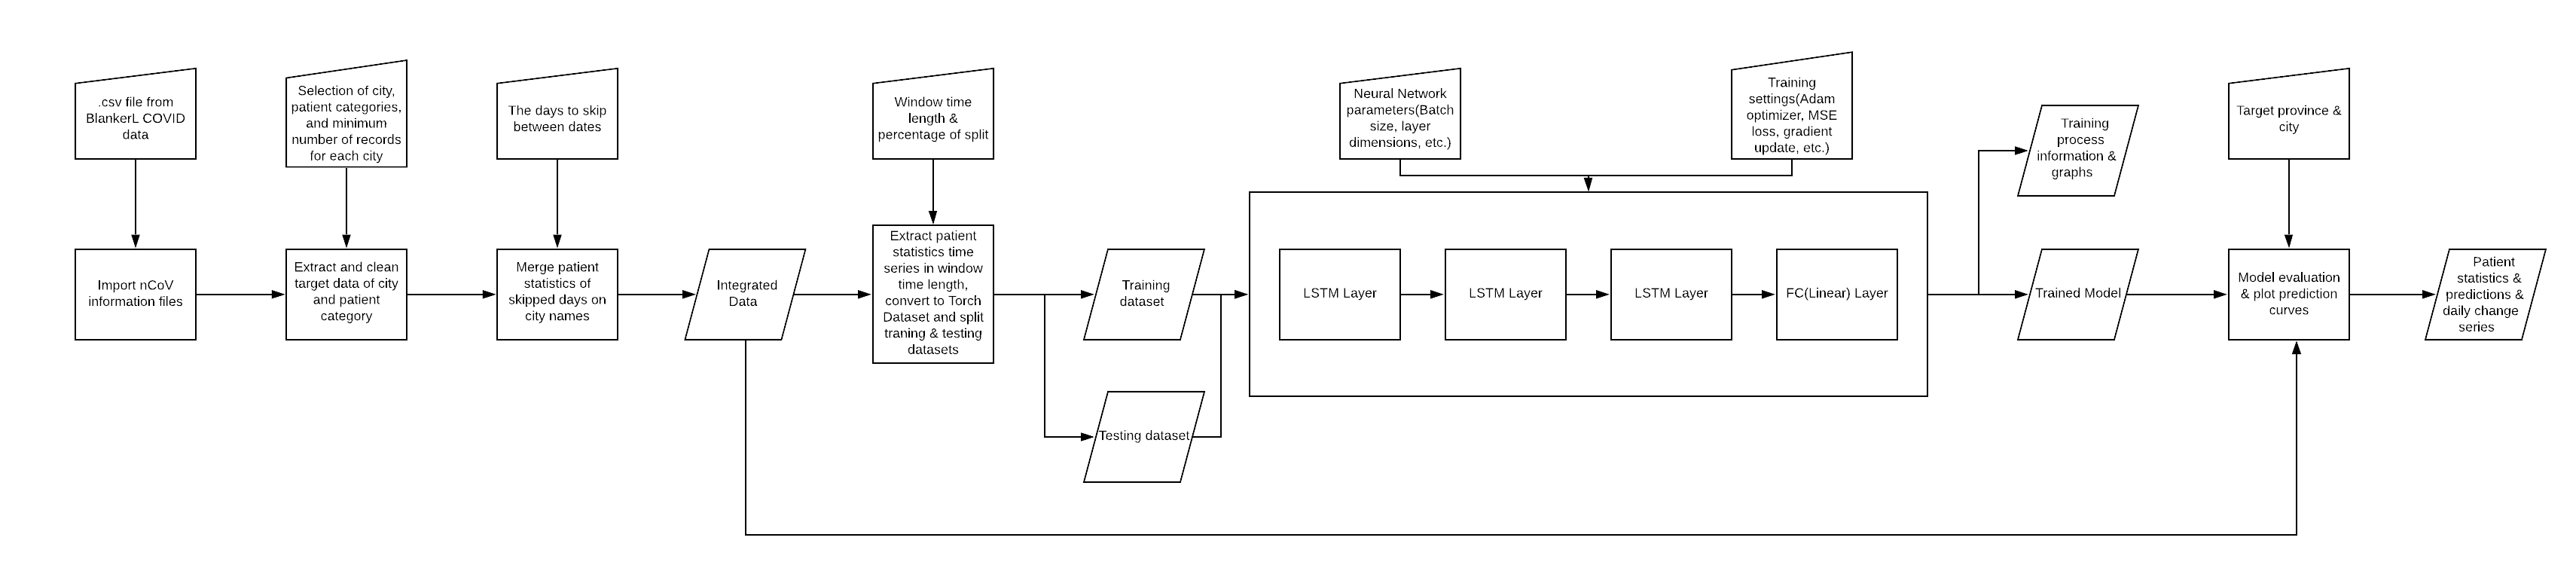 .csv file from
BlankerL COVID
data
Selection of city,
patient categories,
and minimum
number of records
for each city
The days to skip
between dates
Window time
length &
percentage of split
Neural Network
parameters(Batch
size, layer
dimensions, etc.)
Training
settings(Adam
optimizer, MSE
loss, gradient
update, etc.)
Training
process
information &
graphs
Target province &
city
Import nCoV
information files
Extract and clean
target data of city
and patient
category
Merge patient
statistics of
skipped days on
city names
Integrated
Data
Extract patient
statistics time
series in window
time length,
convert to Torch
Dataset and split
traning & testing
datasets
Training
dataset
Testing dataset
LSTM Layer
LSTM Layer
LSTM Layer
FC(Linear) Layer
Trained Model
Model evaluation
& plot prediction
curves
Patient
statistics &
predictions &
daily change
series